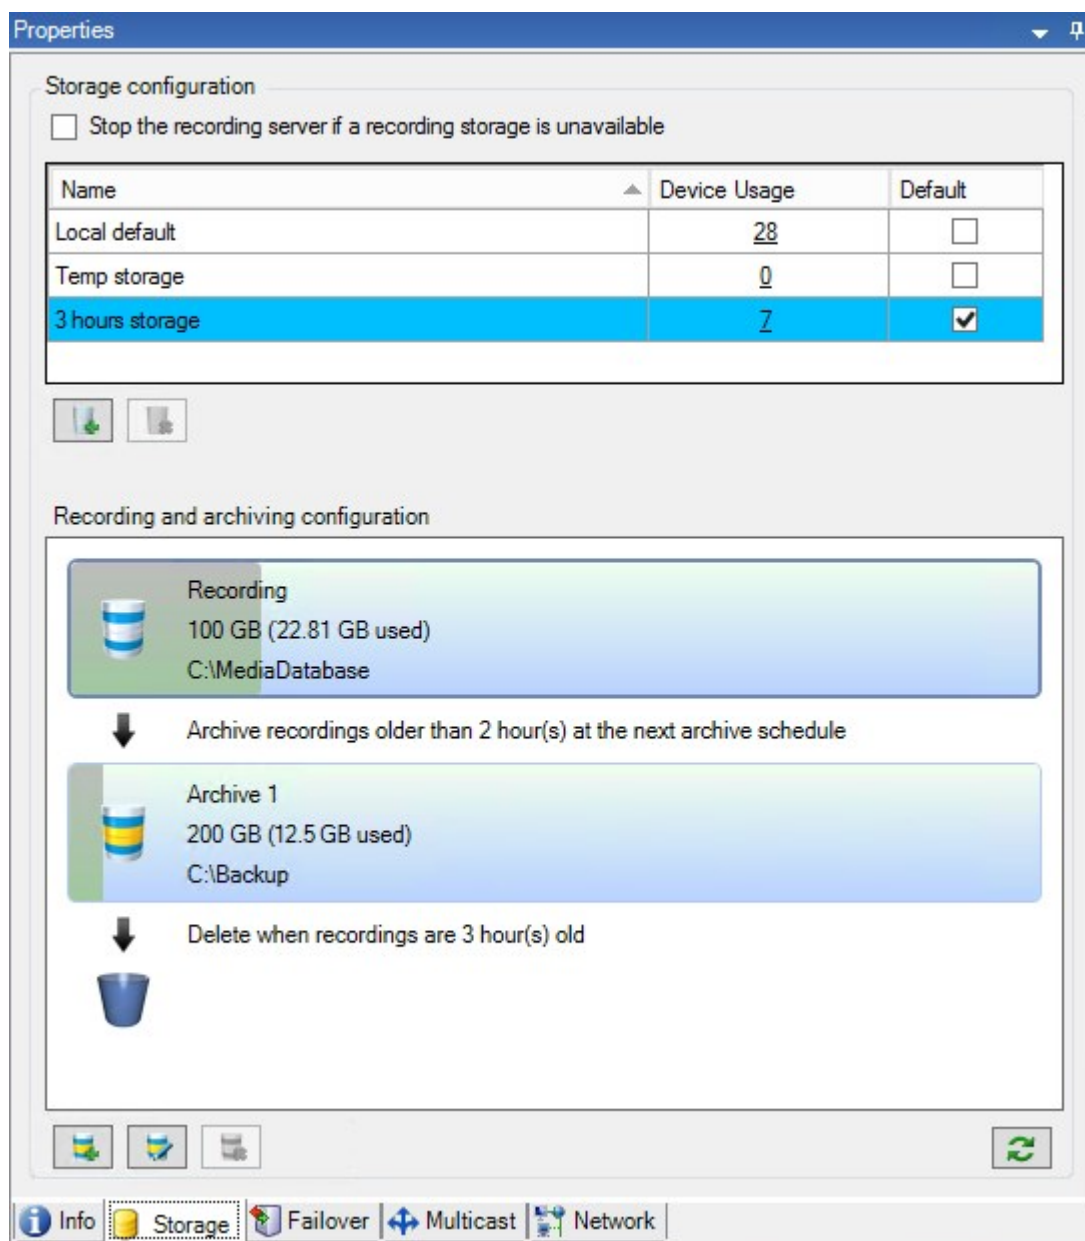 Properties
Storage configuration
Stop the recording server if a recording storage is unavailable
Name Device Usage Default
Local default 28
Temp storage 0
3 hours storage 7
Recording and archiving configuration
Recording
100 GB (22.81 GB used)
C:\MediaDatabase
Archive recordings older than 2 hour(s) at the next archive schedule
Archive 1
200 GB (12.5 GB used)
C:\Backup
Delete when recordings are 3 hour(s) old
Info Storage Failover Multicast Network